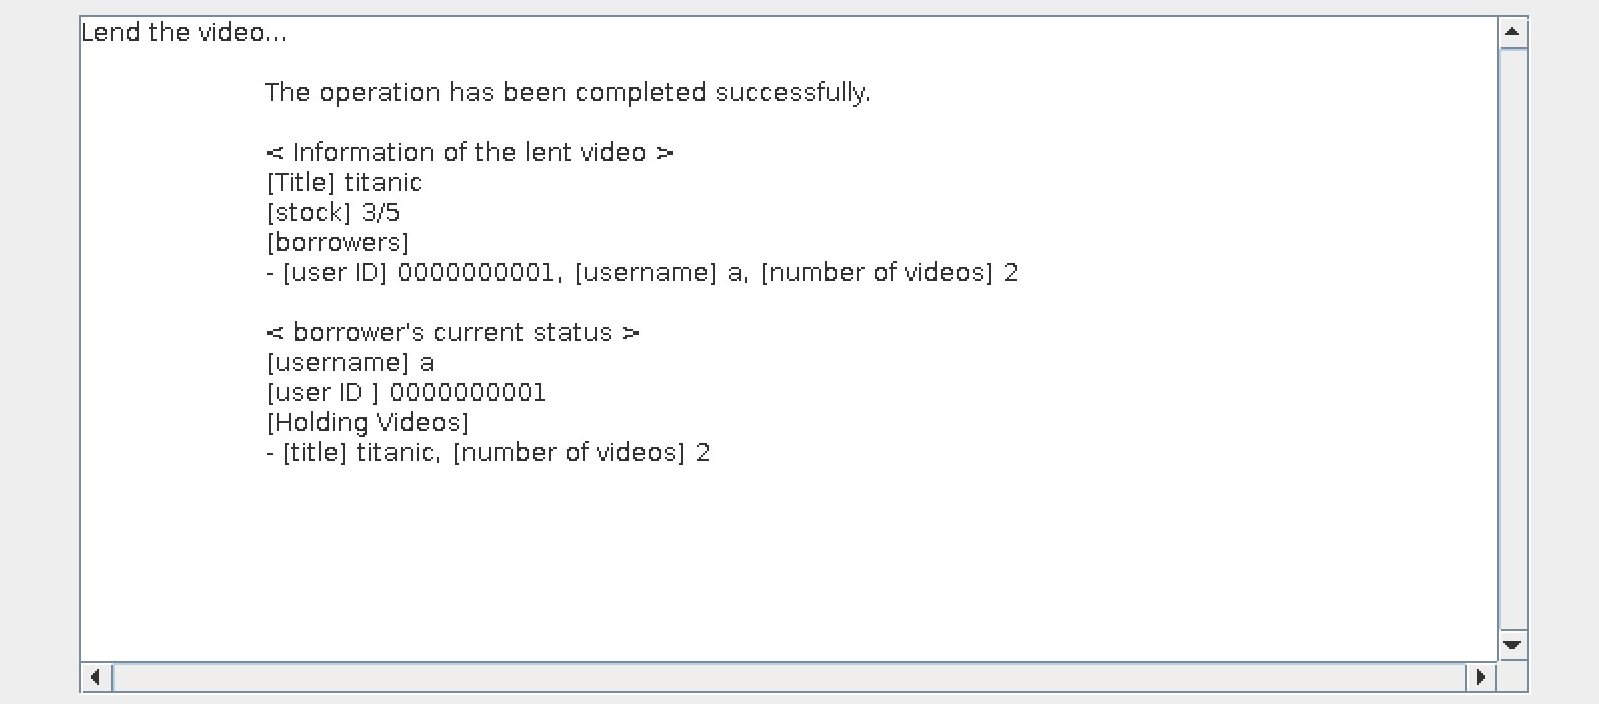 Lend the video...
The operation has been completed successfully.
< Information of the lent video >
[Title] titanic
[stock] 3/5
[borrowers]
- [user ID] 0000000001, [username] a, [number of videos] 2
< borrower's current status >
[username] a
[user ID ] 0000000001
[Holding Videos]
- [title] titanic, [number of videos] 2